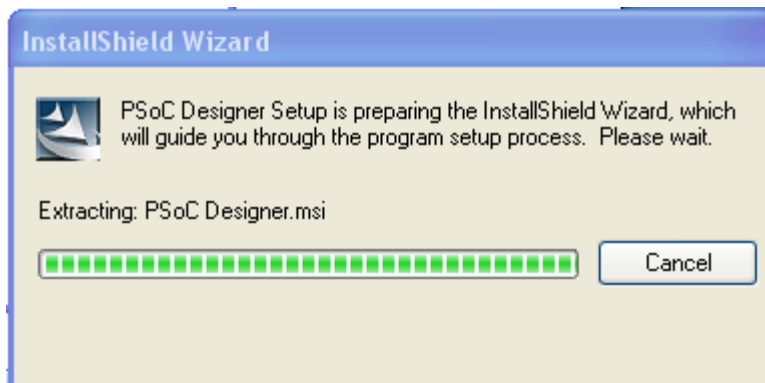 InstallShield Wizard
PSoC Designer Setup is preparing the InstallShield Wizard, which
will guide you through the program setup process.  Please wait.
Extracting: PSoC Designer.msi
Cancel